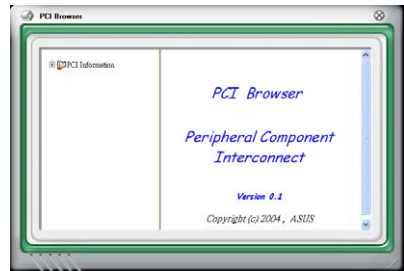 PCI Browser
PCI Information
PCI Browser
Peripheral Component
Interconnect
Version 0.1
Copyright (c) 2004, ASUS